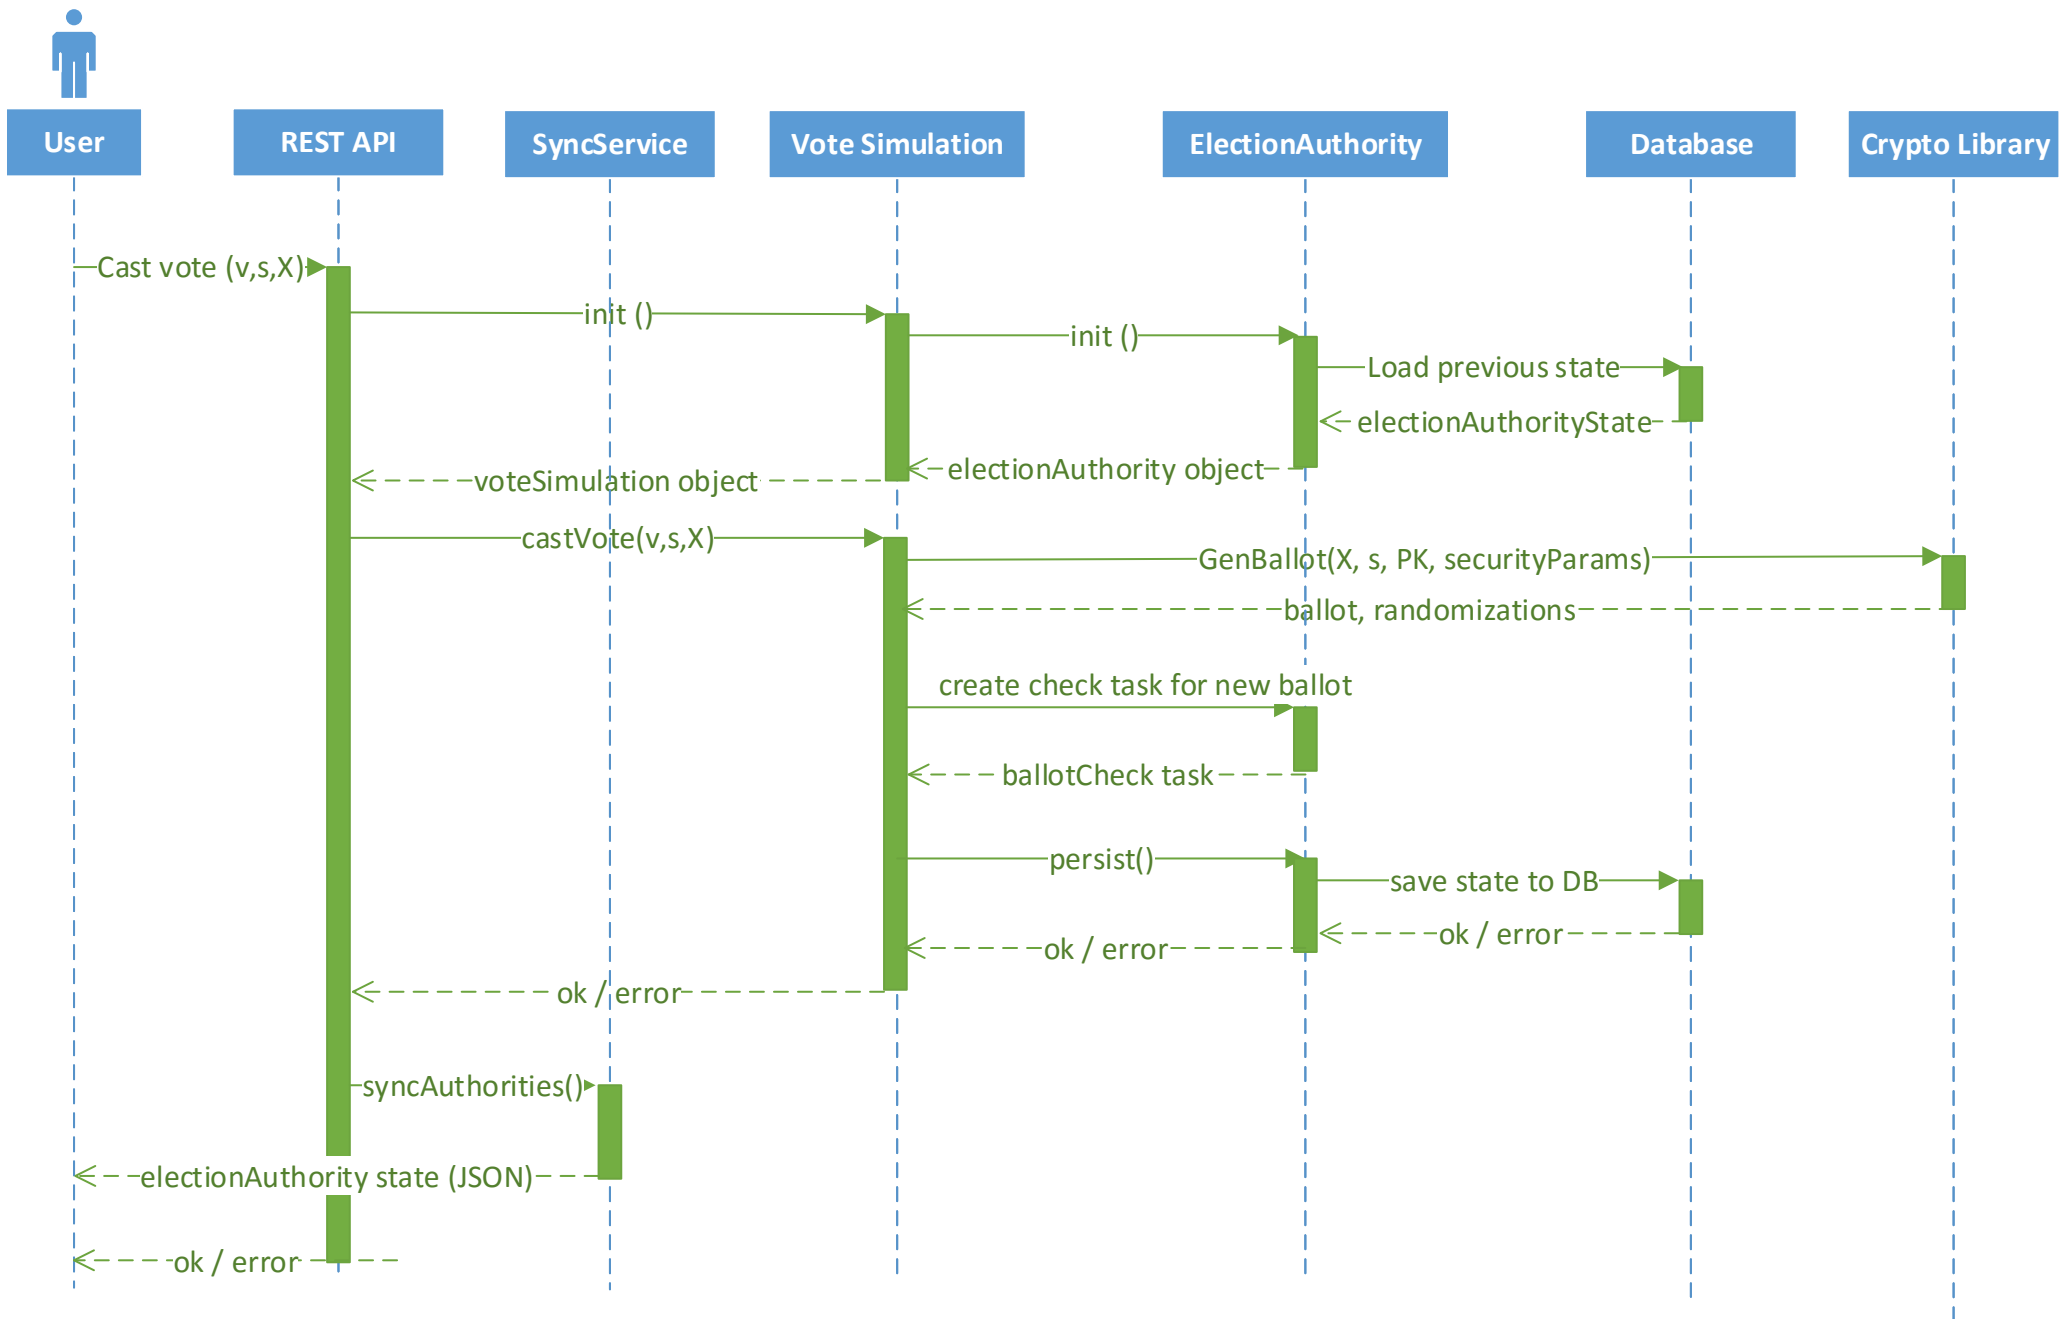 User
REST API
SyncService
Vote Simulation
ElectionAuthority
Database
Crypto Library
Cast vote (v,s,X)
init ()
init ()
Load previous state
electionAuthorityState
electionAuthority object
voteSimulation object
castVote(v,s,X)
GenBallot(X, s, PK, securityParams)
ballot, randomizations
create check task for new ballot
ballotCheck task
persist()
save state to DB
ok / error
ok / error
ok / error
syncAuthorities()
electionAuthority state (JSON)
ok / error